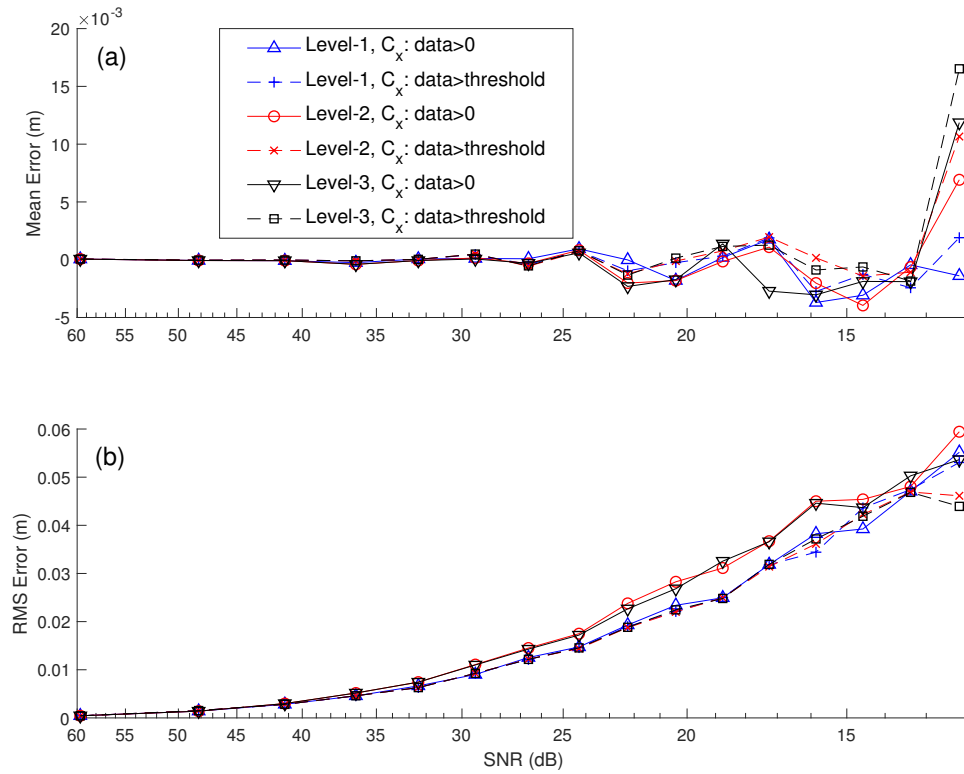 ×10⁻³
20
15
10
5
0
-5
Mean Error (m)
(a)
Level-1, Cₓ: data>0
Level-1, Cₓ: data>threshold
Level-2, Cₓ: data>0
Level-2, Cₓ: data>threshold
Level-3, Cₓ: data>0
Level-3, Cₓ: data>threshold
60 55 50 45 40 35 30 25 20 15
0.06
0.05
0.04
0.03
0.02
0.01
0
RMS Error (m)
(b)
60 55 50 45 40 35 30 25 20 15
SNR (dB)